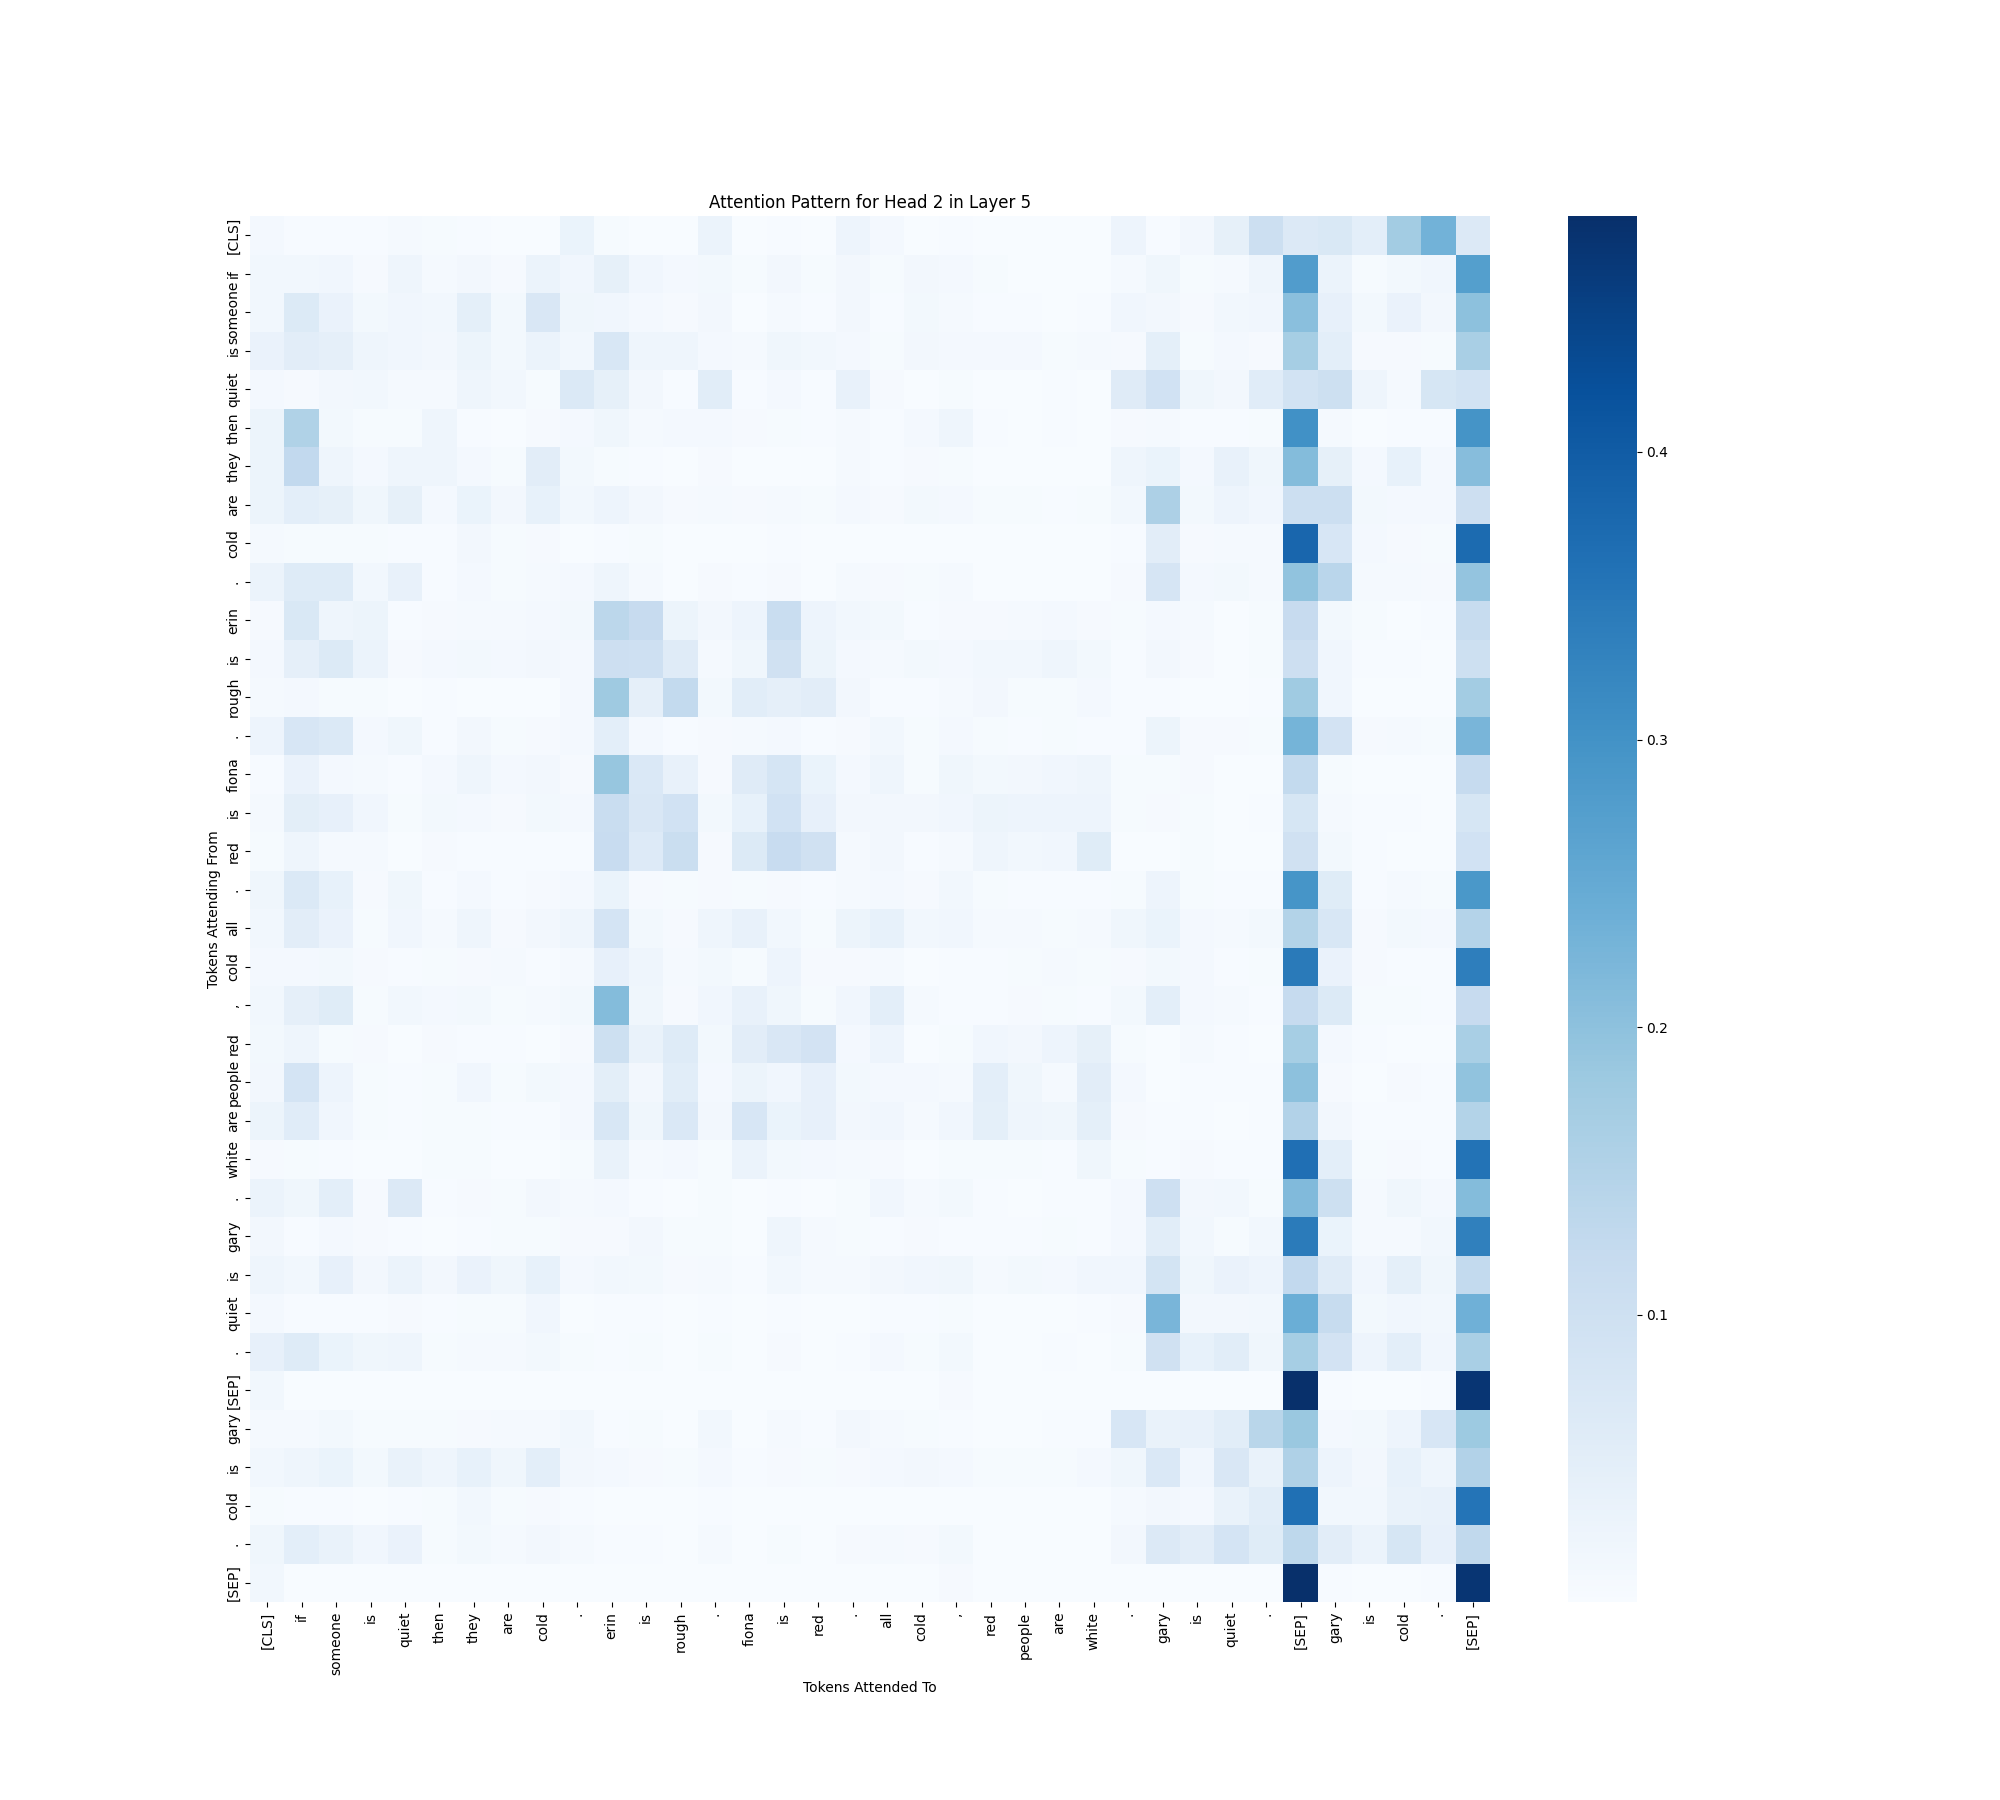 Attention Pattern for Head 2 in Layer 5
Tokens Attending From
[CLS]
if
someone
is
quiet
then
they
are
cold
.
erin
is
rough
.
fiona
is
red
.
all
cold
,
red
people
are
white
.
gary
is
quiet
.
[SEP]
gary
is
cold
.
[SEP]
[CLS] if someone is quiet then they are cold . erin is rough . fiona is red . all cold , red people are white . gary is quiet . [SEP] gary is cold . [SEP]
Tokens Attended To
0.4
0.3
0.2
0.1